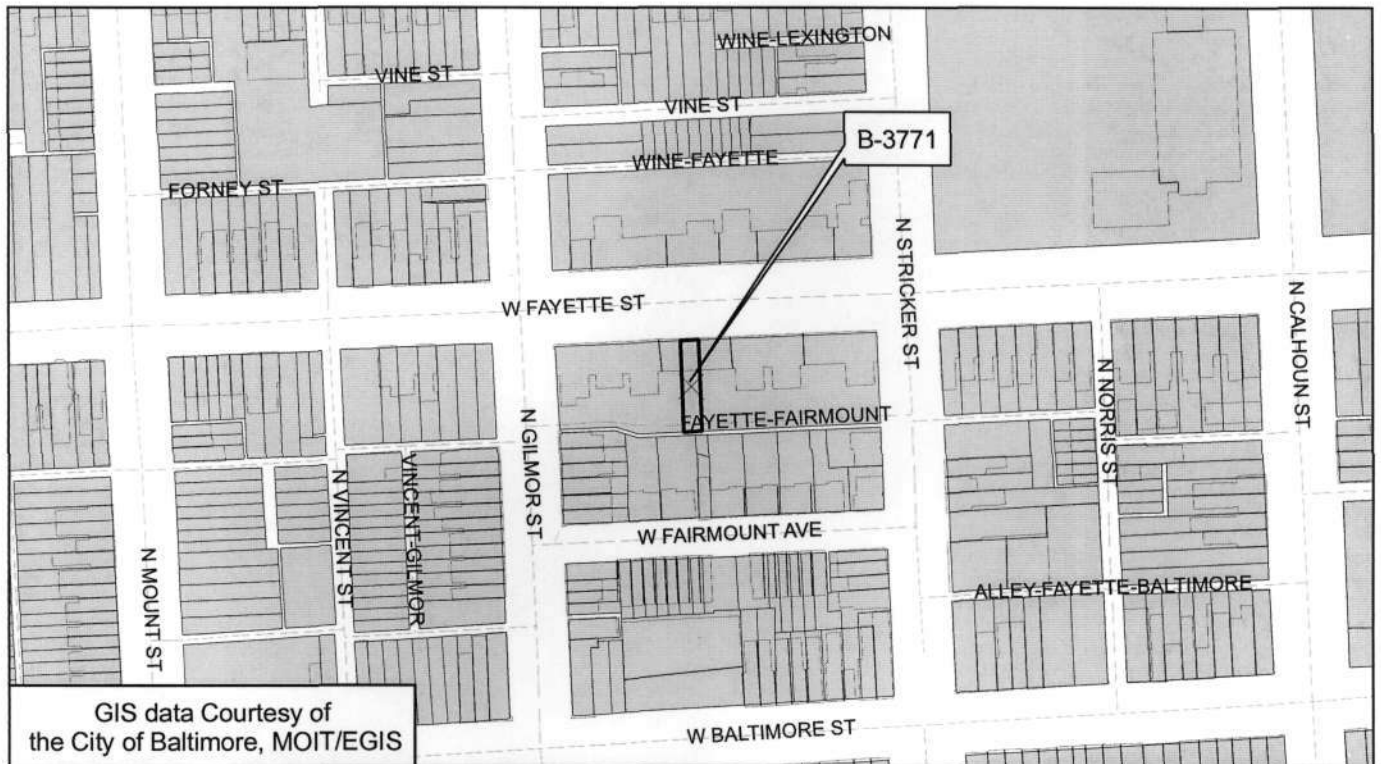 WINE-LEXINGTON
VINE ST
VINE ST
B-3771
WINE-FAYETTE
FORNEY ST
N STRICKER ST
W FAYETTE ST
N CALHOUN ST
N NORRIS ST
FAYETTE-FAIRMOUNT
N GILMOR ST
VINCENT-GILMOR
N VINCENT ST
W FAIRMOUNT AVE
N MOUNT ST
ALLEY-FAYETTE-BALTIMORE
GIS data Courtesy of
the City of Baltimore, MOIT/EGIS
W BALTIMORE ST